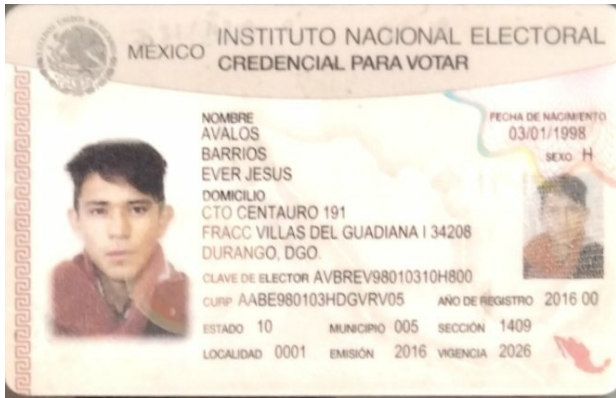 MÉXICO INSTITUTO NACIONAL ELECTORAL
CREDENCIAL PARA VOTAR
NOMBRE
AVALOS
BARRIOS
EVER JESUS
FECHA DE NACIMIENTO
03/01/1998
SEXO H
DOMICILIO
CTO CENTAURO 191
FRACC VILLAS DEL GUADIANA I 34208
DURANGO, DGO.
CLAVE DE ELECTOR AVBREV98010310H800
CURP AABE980103HDGVRV05 AÑO DE REGISTRO 2016 00
ESTADO 10 MUNICIPIO 005 SECCIÓN 1409
LOCALIDAD 0001 EMISIÓN 2016 VIGENCIA 2026